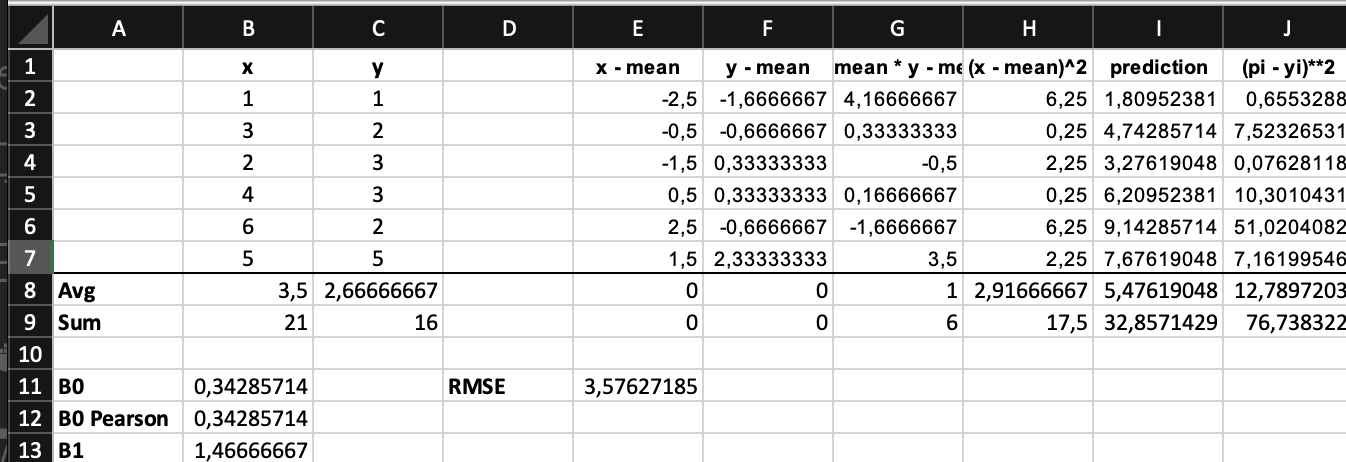 A B C D E F G H I J
1 x y x - mean y - mean mean * y - me (x - mean)^2 prediction (pi - yi)**2
2 1 1 -2,5 -1,6666667 4,16666667 6,25 1,80952381 0,6553288
3 3 2 -0,5 -0,6666667 0,33333333 0,25 4,74285714 7,52326531
4 2 3 -1,5 0,33333333 -0,5 2,25 3,27619048 0,07628118
5 4 3 0,5 0,33333333 0,16666667 0,25 6,20952381 10,3010431
6 6 2 2,5 -0,6666667 -1,6666667 6,25 9,14285714 51,0204082
7 5 5 1,5 2,33333333 3,5 2,25 7,67619048 7,16199546
8 Avg 3,5 2,66666667 0 0 1 2,91666667 5,47619048 12,7897203
9 Sum 21 16 0 0 6 17,5 32,8571429 76,738322
10
11 B0 0,34285714 RMSE 3,57627185
12 B0 Pearson 0,34285714
13 B1 1,46666667